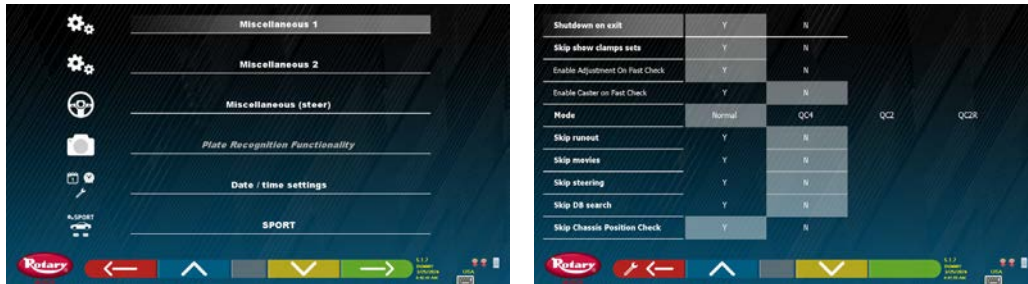 Miscellaneous 1
Miscellaneous 2
Miscellaneous (steer)
Plate Recognition Functionality
Date / time settings
SPORT
Rotary
USA
Shutdown on exit Y N
Skip show clamps sets Y N
Enable Adjustment On Fast Check Y N
Enable Caster on Fast Check Y N
Mode Normal QC4 QC2 QC2R
Skip runout Y N
Skip movies Y N
Skip steering Y N
Skip DB search Y N
Skip Chassis Position Check Y N
Rotary
USA